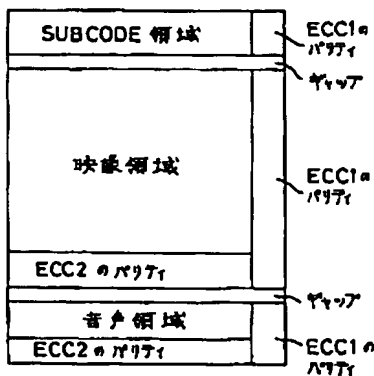 SUBCODE 領域
ECC1の
パリティ
ギャップ
映像領域
ECC1の
パリティ
ECC2 のパリティ
ギャップ
音声領域
ECC2 のパリティ
ECC1の
パリティ